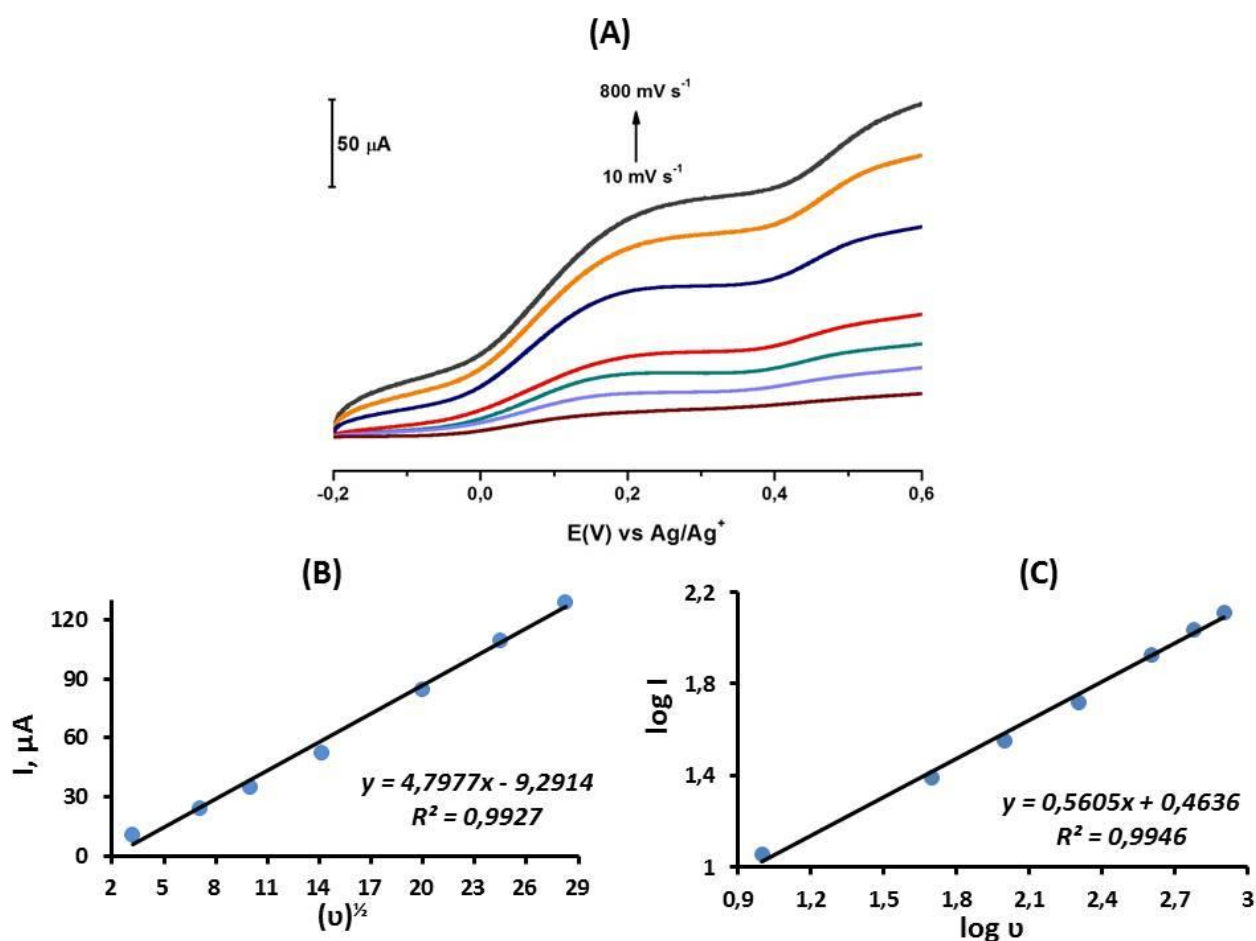 (A)
800 mV s⁻¹
50 μA
10 mV s⁻¹
-0,2 0,0 0,2 0,4 0,6
E(V) vs Ag/Ag⁺
(B)
120
90
60
30
0
I, μA
y = 4,7977x - 9,2914
R² = 0,9927
2 5 8 11 14 17 20 23 26 29
(υ)^½
(C)
2,2
1,8
1,4
1
log I
y = 0,5605x + 0,4636
R² = 0,9946
0,9 1,2 1,5 1,8 2,1 2,4 2,7 3
log υ